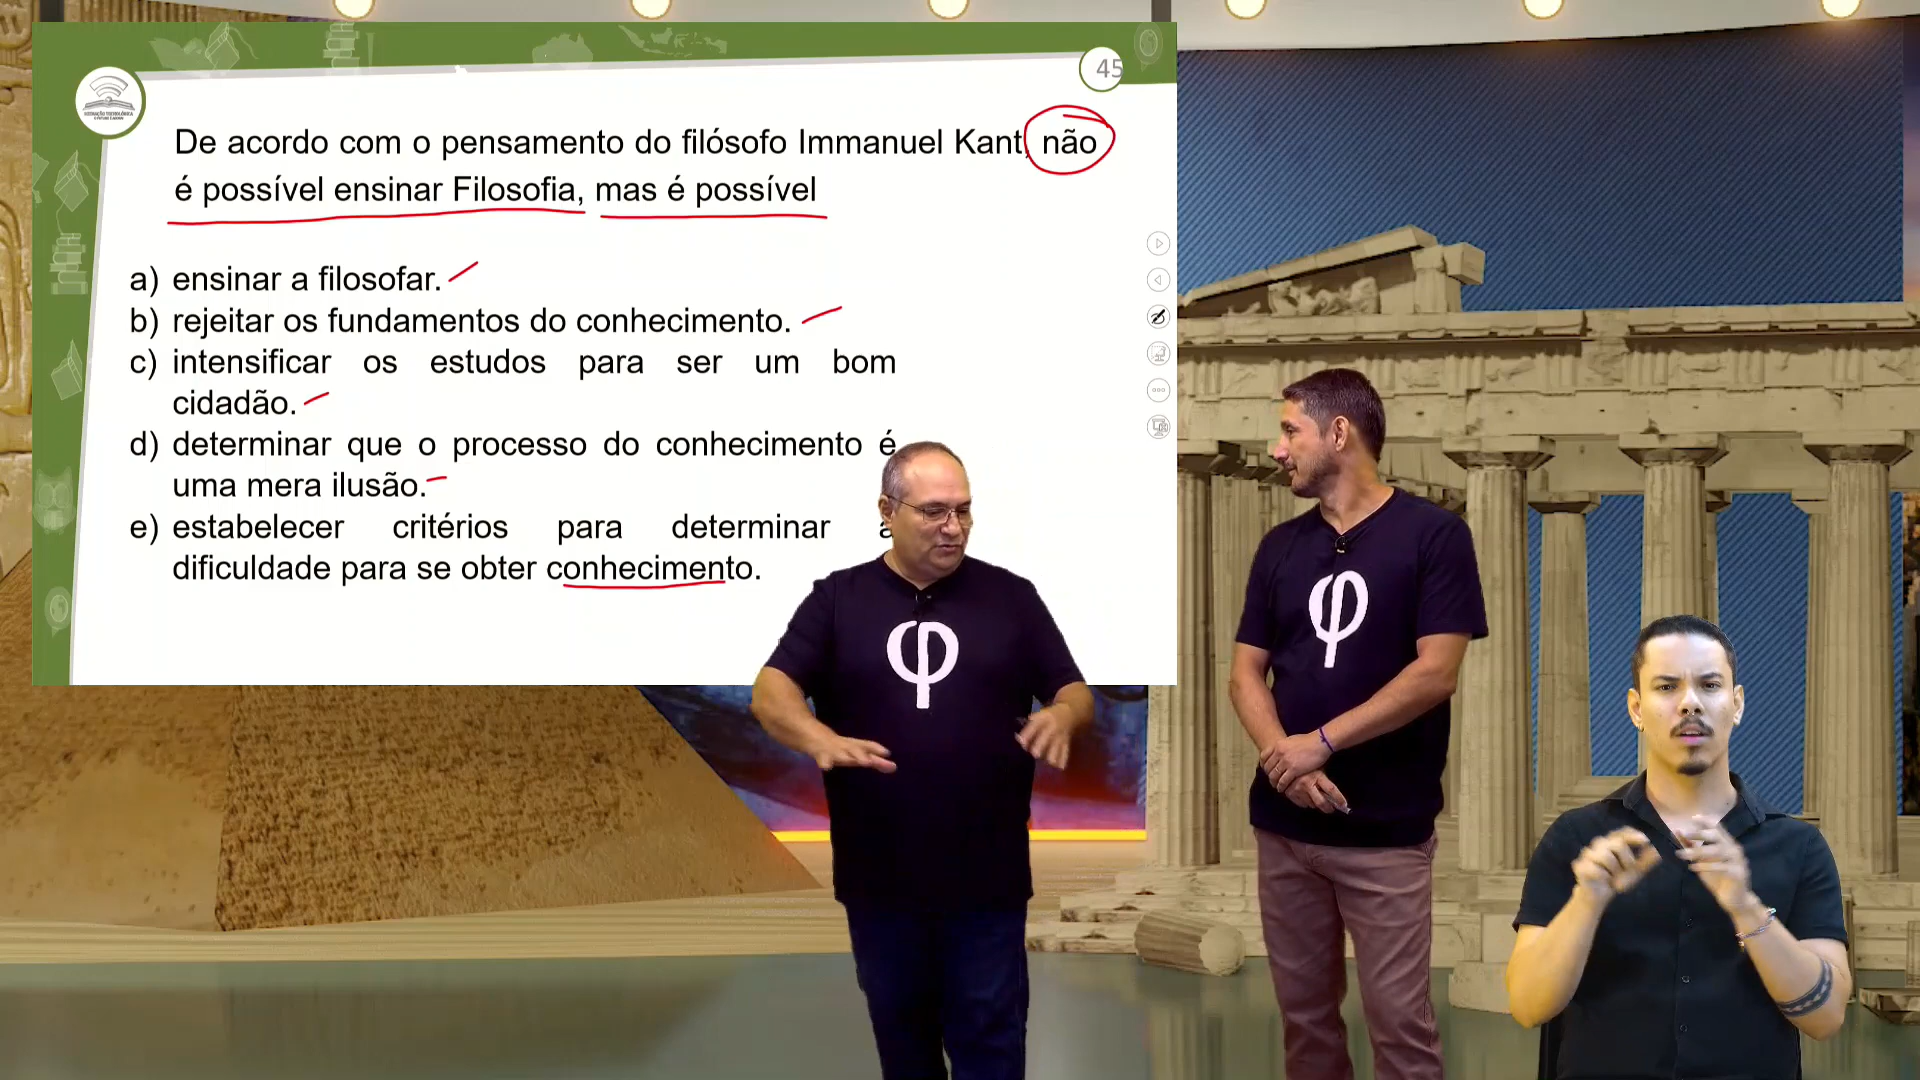 45
De acordo com o pensamento do filósofo Immanuel Kant, não
é possível ensinar Filosofia, mas é possível
a) ensinar a filosofar.
b) rejeitar os fundamentos do conhecimento.
c) intensificar os estudos para ser um bom
cidadão.
d) determinar que o processo do conhecimento é
uma mera ilusão.
e) estabelecer critérios para determinar a
dificuldade para se obter conhecimento.
φ
φ